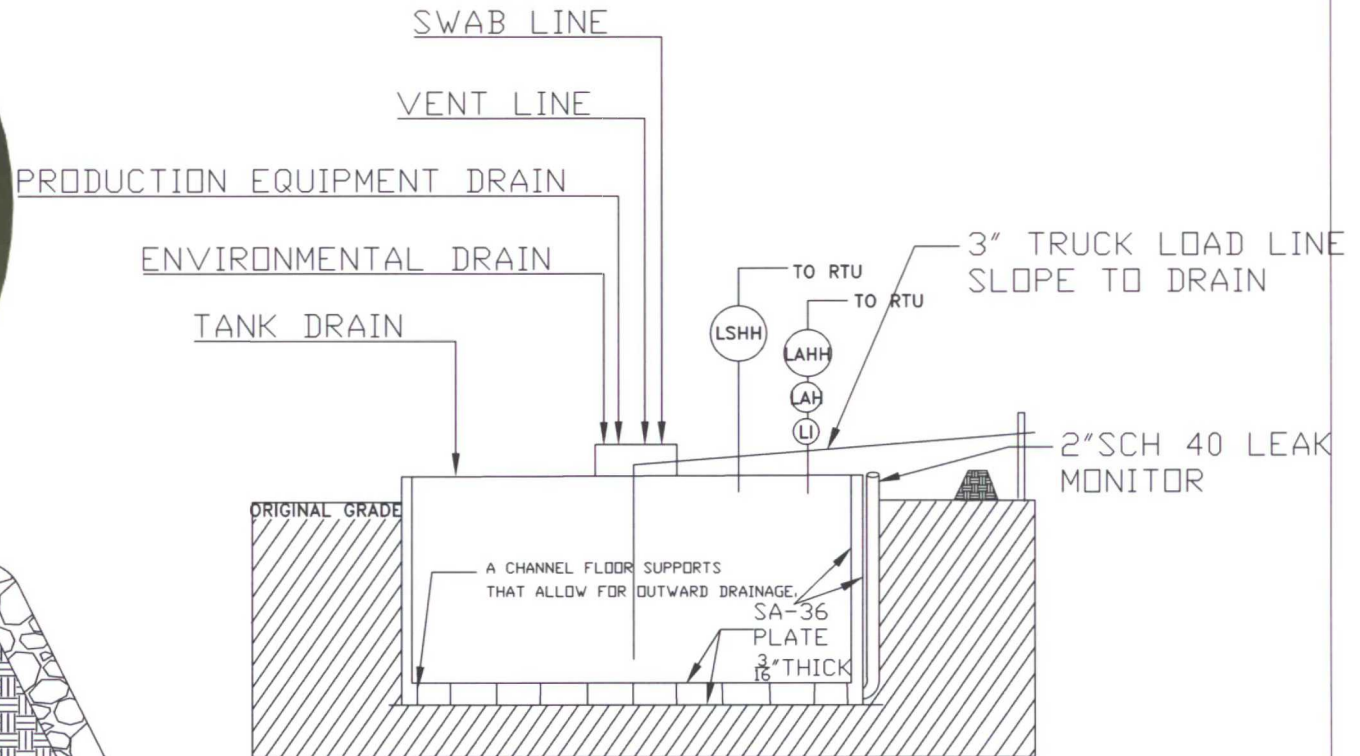 SWAB LINE
VENT LINE
PRODUCTION EQUIPMENT DRAIN
ENVIRONMENTAL DRAIN
TANK DRAIN
TO RTU
TO RTU
3" TRUCK LOAD LINE
SLOPE TO DRAIN
LSHH
LAHH
LAH
LI
2"SCH 40 LEAK
MONITOR
ORIGINAL GRADE
A CHANNEL FLOOR SUPPORTS
THAT ALLOW FOR OUTWARD DRAINAGE.
SA-36
PLATE
3/16"THICK